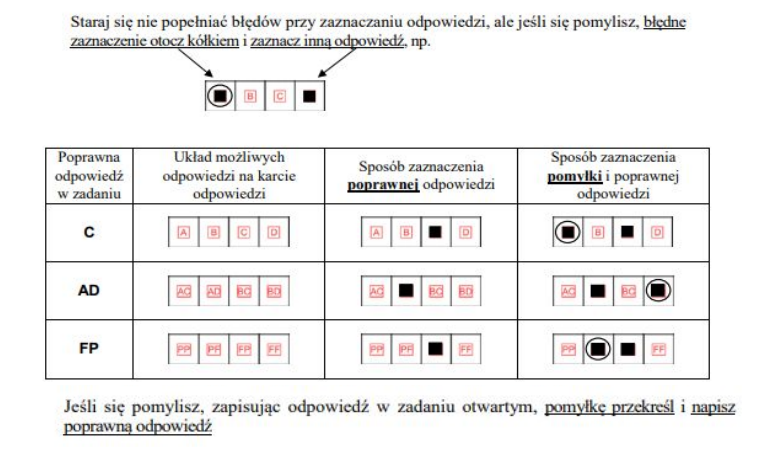 Staraj się nie popełniać błędów przy zaznaczaniu odpowiedzi, ale jeśli się pomylisz, błędne
zaznaczenie otocz kółkiem i zaznacz inną odpowiedź, np.
B C
Poprawna odpowiedź w zadaniu
Układ możliwych odpowiedzi na karcie odpowiedzi
Sposób zaznaczenia poprawnej odpowiedzi
Sposób zaznaczenia pomyłki i poprawnej odpowiedzi
C
A B C D
A B D
B D
AD
AC AD BC BD
AC BC BD
AC BC
FP
PP PF FP FF
PP PF FF
PP FF
Jeśli się pomylisz, zapisując odpowiedź w zadaniu otwartym, pomyłkę przekreśl i napisz
poprawną odpowiedź